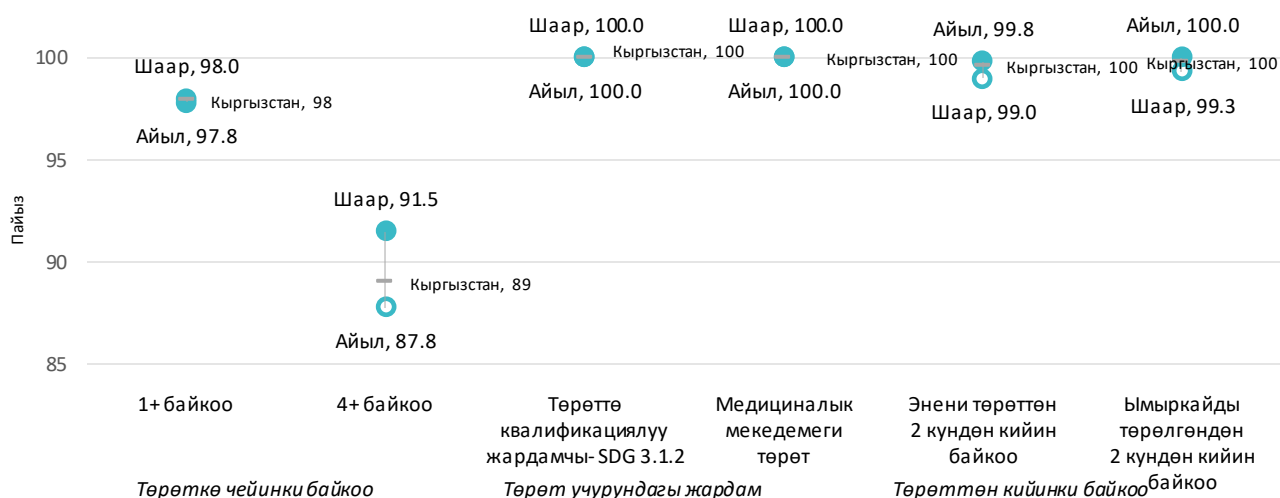 Шаар, 100.0
Шаар, 100.0
Айыл, 99.8
Айыл, 100.0
100
Шаар, 98.0
Кыргызстан, 100
Кыргызстан, 100
Кыргызстан, 100
Кыргызстан, 100
Кыргызстан, 98
Айыл, 100.0
Айыл, 100.0
Шаар, 99.0
Шаар, 99.3
Айыл, 97.8
95
Шаар, 91.5
Пайыз
90
Кыргызстан, 89
Айыл, 87.8
85
1+ байкоо
4+ байкоо
Төрөттө
квалификациялуу
жардамчы- SDG 3.1.2
Медициналык
мекедемеги
төрөт
Энени төрөттөн
2 күндөн кийин
байкоо
Ымыркайды
төрөлгөндөн
2 күндөн кийин
байкоо
Төрөткө чейинки байкоо
Төрөт учурундагы жардам
Төрөттөн кийинки байкоо